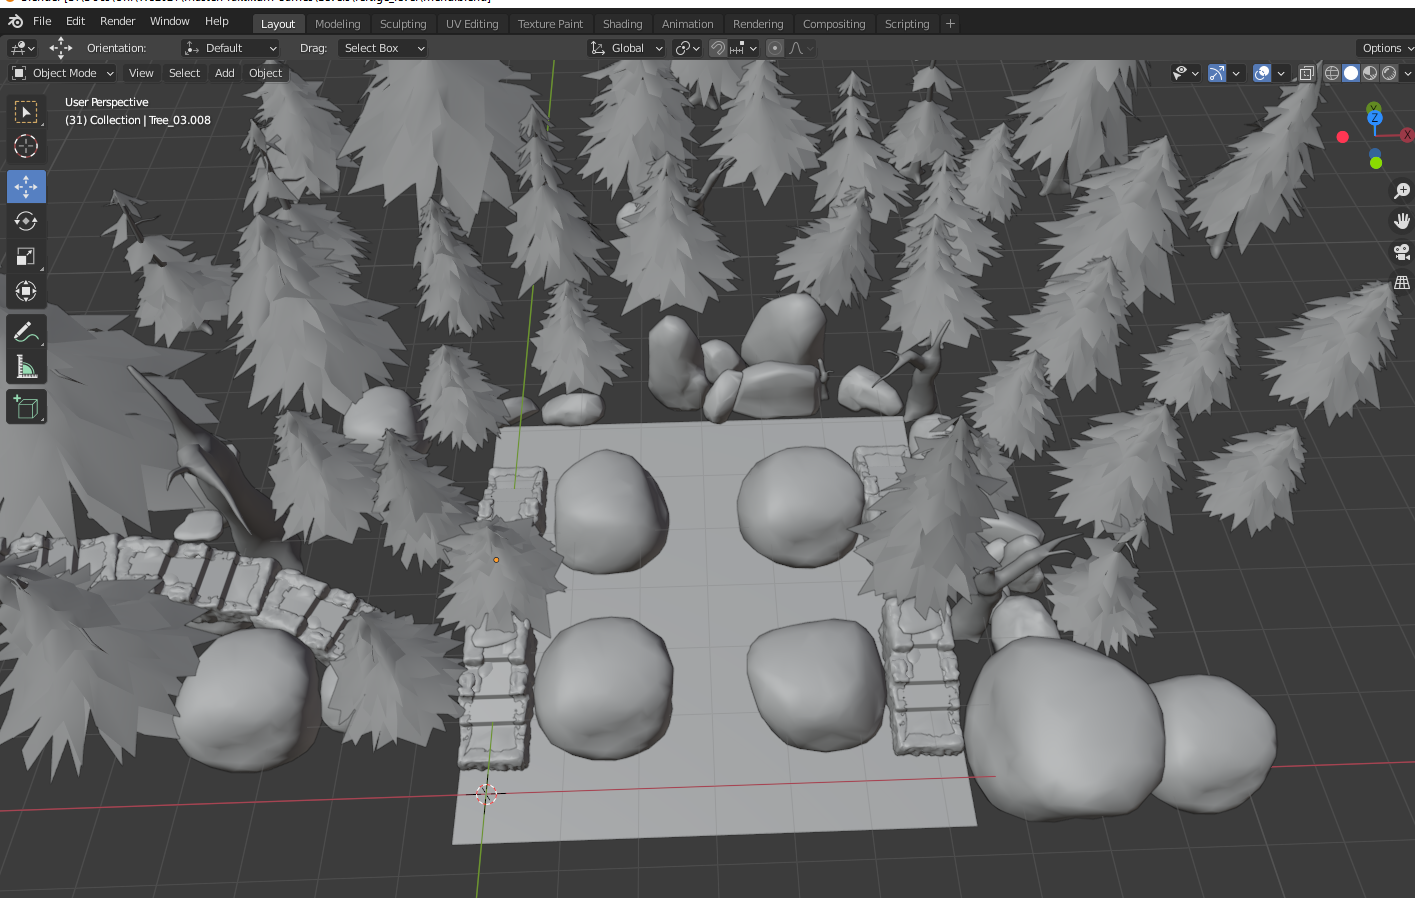 File Edit Render Window Help Layout Modeling Sculpting UV Editing Texture Paint Shading Animation Rendering Compositing Scripting +
Orientation: Default Drag: Select Box Global Options
Object Mode View Select Add Object
User Perspective
(31) Collection | Tree_03.008
Y
Z
X